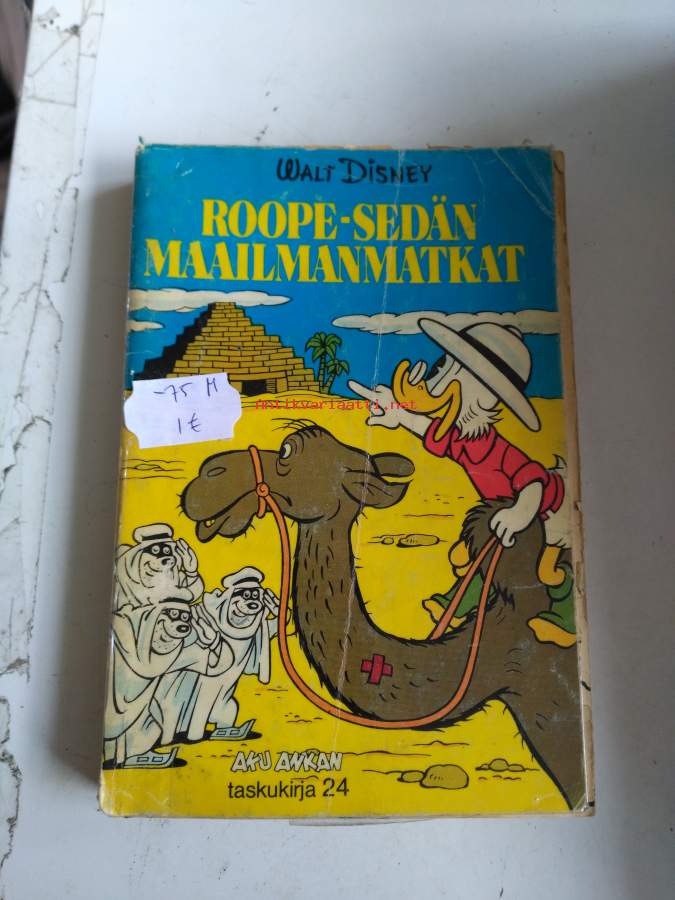 WALT DISNEY
ROOPE-SEDÄN
MAAILMANMATKAT
-75 M
1€
Antikvariaatti.net
AKU ANKAN
taskukirja 24